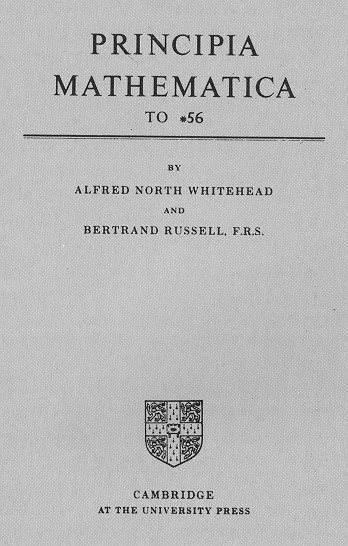 PRINCIPIA
MATHEMATICA
TO *56
BY
ALFRED NORTH WHITEHEAD
AND
BERTRAND RUSSELL, F.R.S.
CAMBRIDGE
AT THE UNIVERSITY PRESS